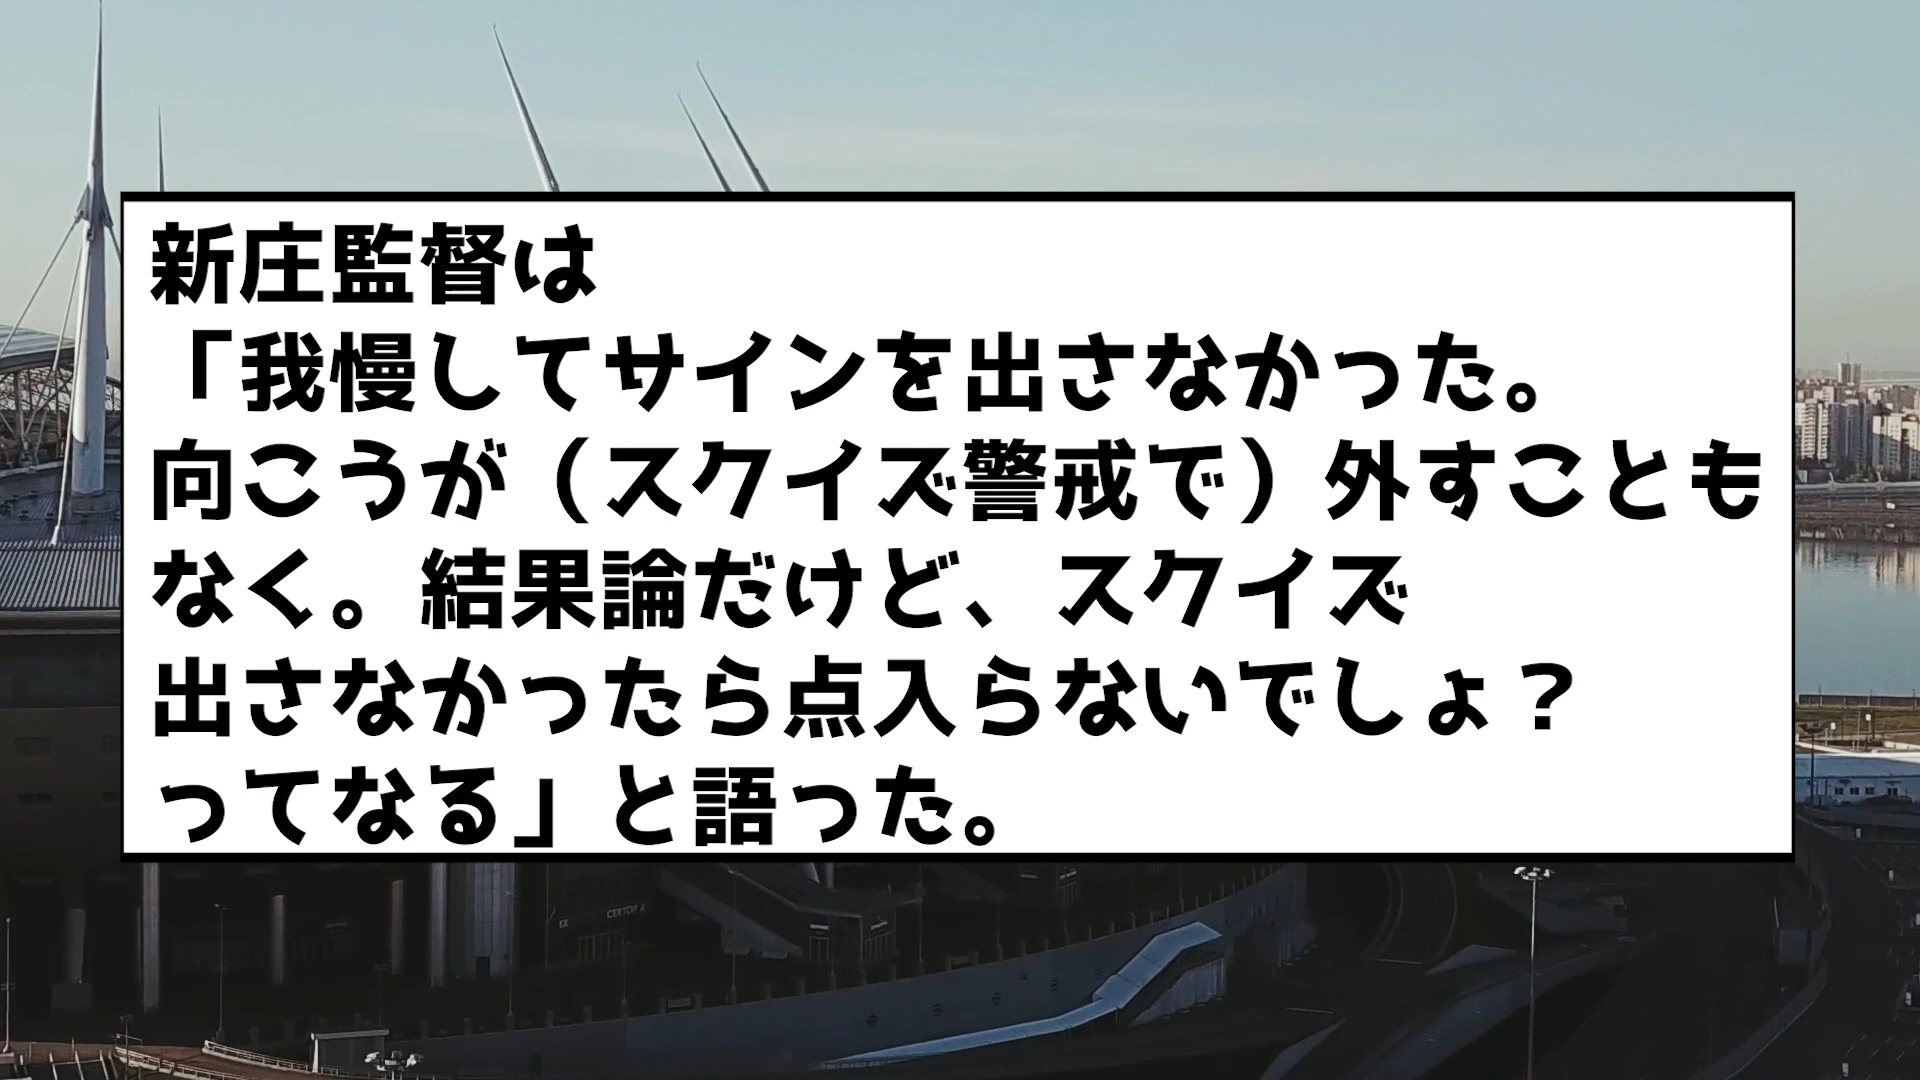 新庄監督は
「我慢してサインを出さなかった。
向こうが（スクイズ警戒で）外すことも
なく。結果論だけど、スクイズ
出さなかったら点入らないでしょ？
ってなる」と語った。